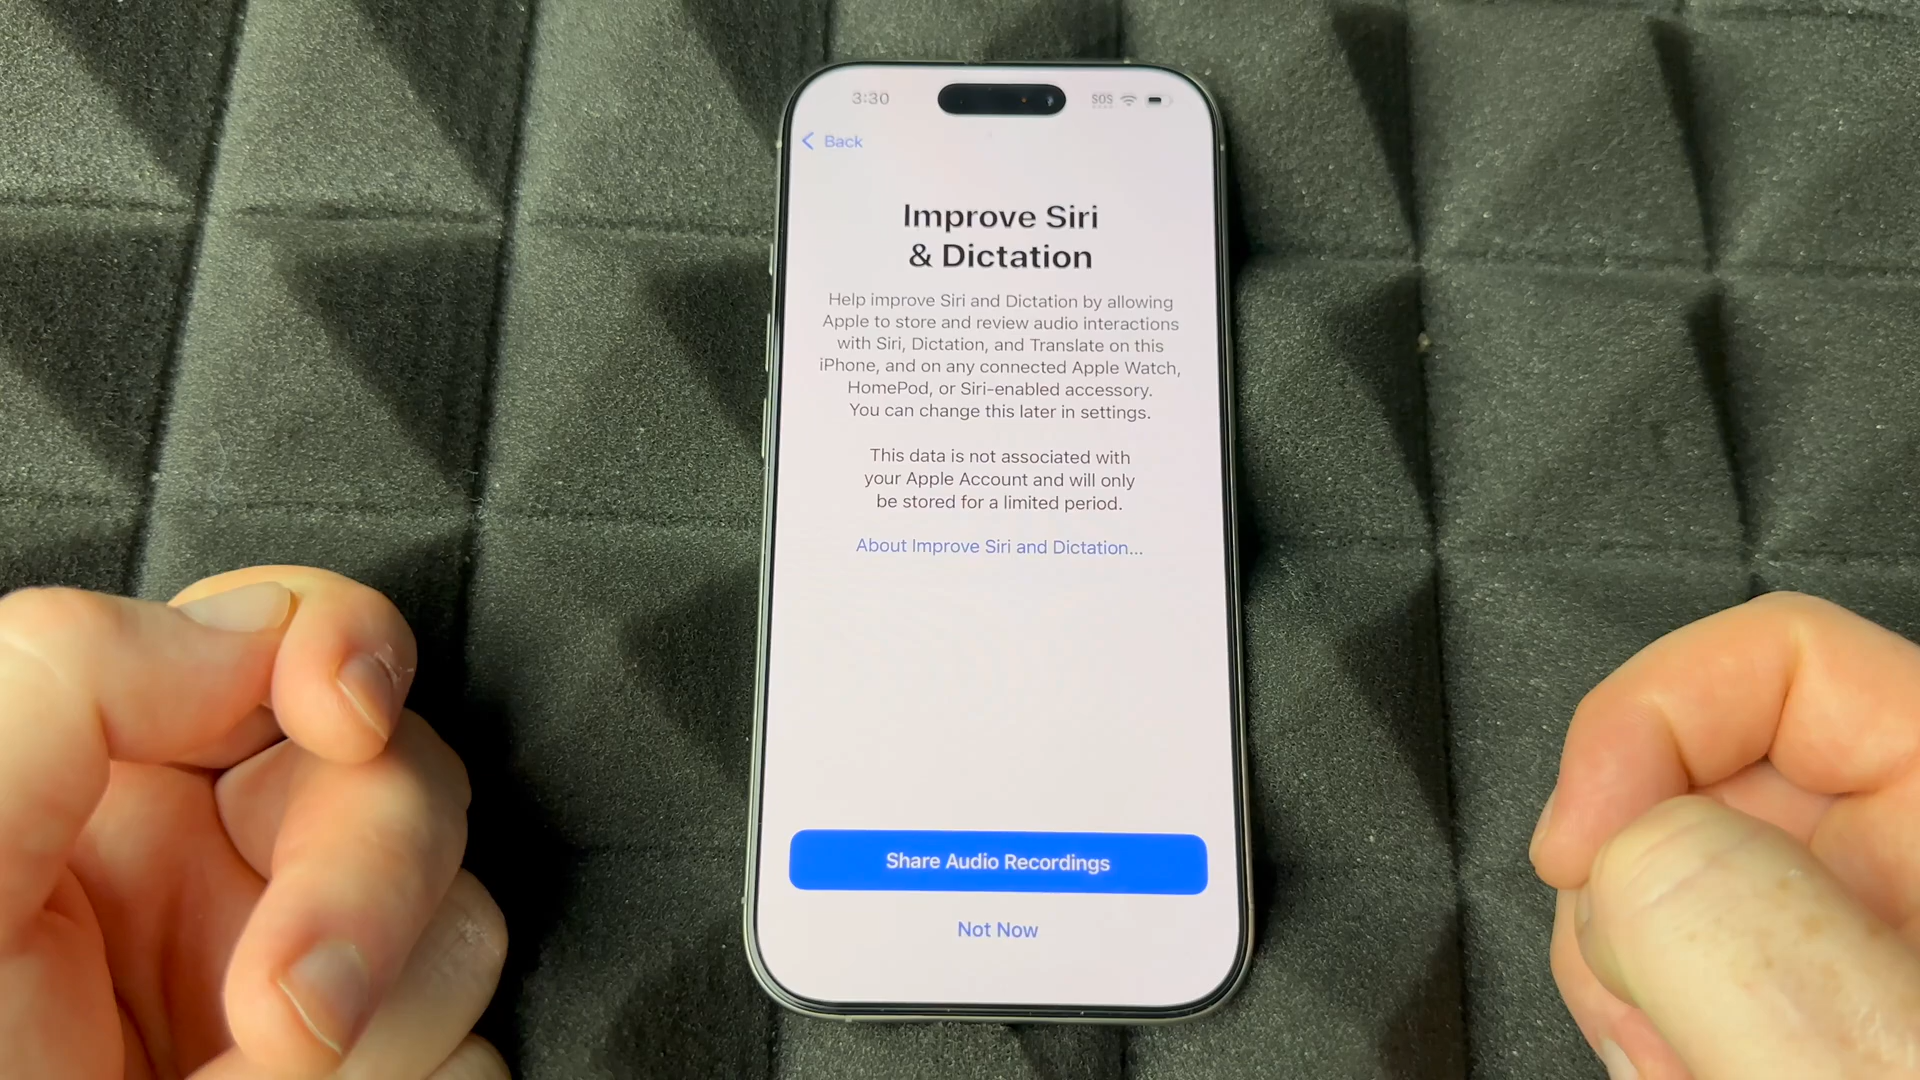 3:30
SOS
Back
Improve Siri
& Dictation
Help improve Siri and Dictation by allowing
Apple to store and review audio interactions
with Siri, Dictation, and Translate on this
iPhone, and on any connected Apple Watch,
HomePod, or Siri-enabled accessory.
You can change this later in settings.
This data is not associated with
your Apple Account and will only
be stored for a limited period.
About Improve Siri and Dictation...
Share Audio Recordings
Not Now